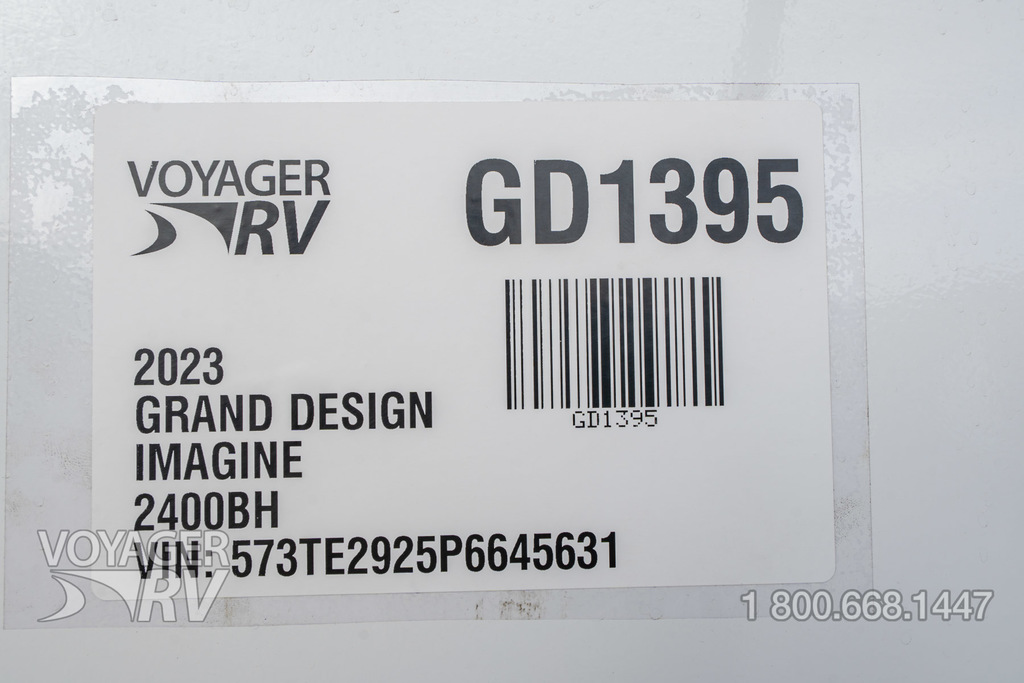 VOYAGER
RV
GD1395
GD1395
2023
GRAND DESIGN
IMAGINE
2400BH
VIN: 573TE2925P6645631
VOYAGER
RV
1 800.668.1447